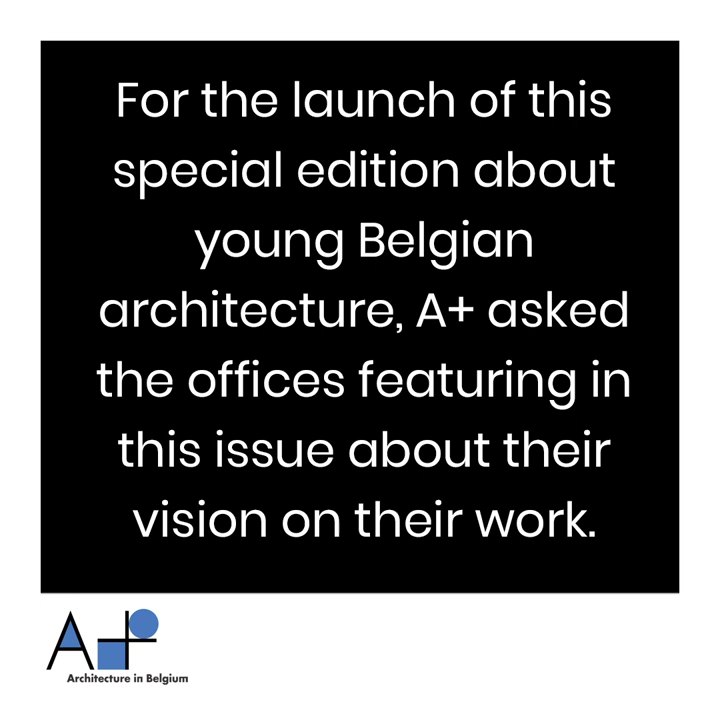 For the launch of this
special edition about
young Belgian
architecture, A+ asked
the offices featuring in
this issue about their
vision on their work.
A+
Architecture in Belgium